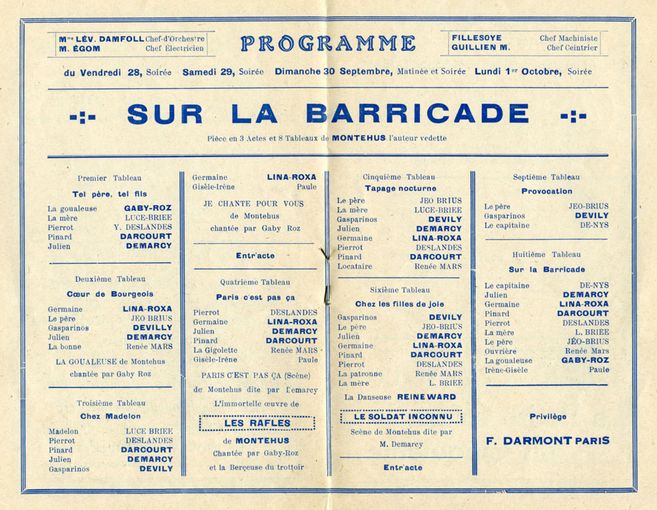 Mme LÉV. DAMFOLL Chef-d'Orchestre
M. ÉGOM Chef Électricien
PROGRAMME
FILLESOYE Chef Machiniste
GUILLIEN M. Chef Ceintrier
du Vendredi 28, Soirée Samedi 29, Soirée Dimanche 30 Septembre, Matinée et Soirée Lundi 1er Octobre, Soirée
-:- SUR LA BARRICADE -:-
Pièce en 3 Actes et 8 Tableaux de MONTEHUS l'auteur vedette
Premier Tableau
Tel père, tel fils
La goualeuse GABY-ROZ
La mère LUCE-BRIEE
Pierrot Y. DESLANDES
Pinard DARCOURT
Julien DEMARCY
Deuxième Tableau
Cœur de Bourgeois
Germaine LINA-ROXA
Le père JEO BRIUS
Gasparinos DEVILLY
Julien DEMARCY
La bonne Renée MARS
LA GOUALEUSE de Montehus
chantée par Gaby Roz
Troisième Tableau
Chez Madelon
Madelon LUCE BRIEE
Pierrot DESLANDES
Pinard DARCOURT
Julien DEMARCY
Gasparinos DEVILY
Germaine LINA-ROXA
Gisèle-Irène Paule
JE CHANTE POUR VOUS
de Montehus
chantée par Gaby Roz
Entr'acte
Quatrième Tableau
Paris c'est pas ça
Pierrot DESLANDES
Germaine LINA-ROXA
Julien DEMARCY
Pinard DARCOURT
La Gigolette Renée MARS
Gisèle-Irène Paule
PARIS C'EST PAS ÇA (Scène)
de Montehus dite par Demarcy
L'immortelle œuvre de
LES RAFLES
de MONTEHUS
Chantée par Gaby-Roz
et la Berçeuse du trottoir
Cinquième Tableau
Tapage nocturne
Le père JEO BRIUS
La mère LUCE-BRIEE
Gasparinos DEVILY
Julien DEMARCY
Germaine LINA-ROXA
Pierrot DESLANDES
Pinard DARCOURT
Locataire Renée MARS
Sixième Tableau
Chez les filles de joie
Gasparinos DEVILY
Le père JEO-BRIUS
Julien DEMARCY
Germaine LINA-ROXA
Pinard DARCOURT
Pierrot DESLANDES
La patronne Renée MARS
La mère L. BRIEE
La Danseuse REINE WARD
LE SOLDAT INCONNU
Scène de Montehus dite par
M. Demarcy
Entr'acte
Septième Tableau
Provocation
Le père JEO-BRIUS
Gasparinos DEVILY
Le capitaine DE-NYS
Huitième Tableau
Sur la Barricade
Le capitaine DE-NYS
Julien DEMARCY
Germaine LINA-ROXA
Pinard DARCOURT
Pierrot DESLANDES
La mère L. BRIEE
Le père JÉO-BRIUS
Ouvrière Renée Mars
La goualeuse GABY-ROZ
Irène-Gisèle Paule
Privilège
F. DARMONT PARIS